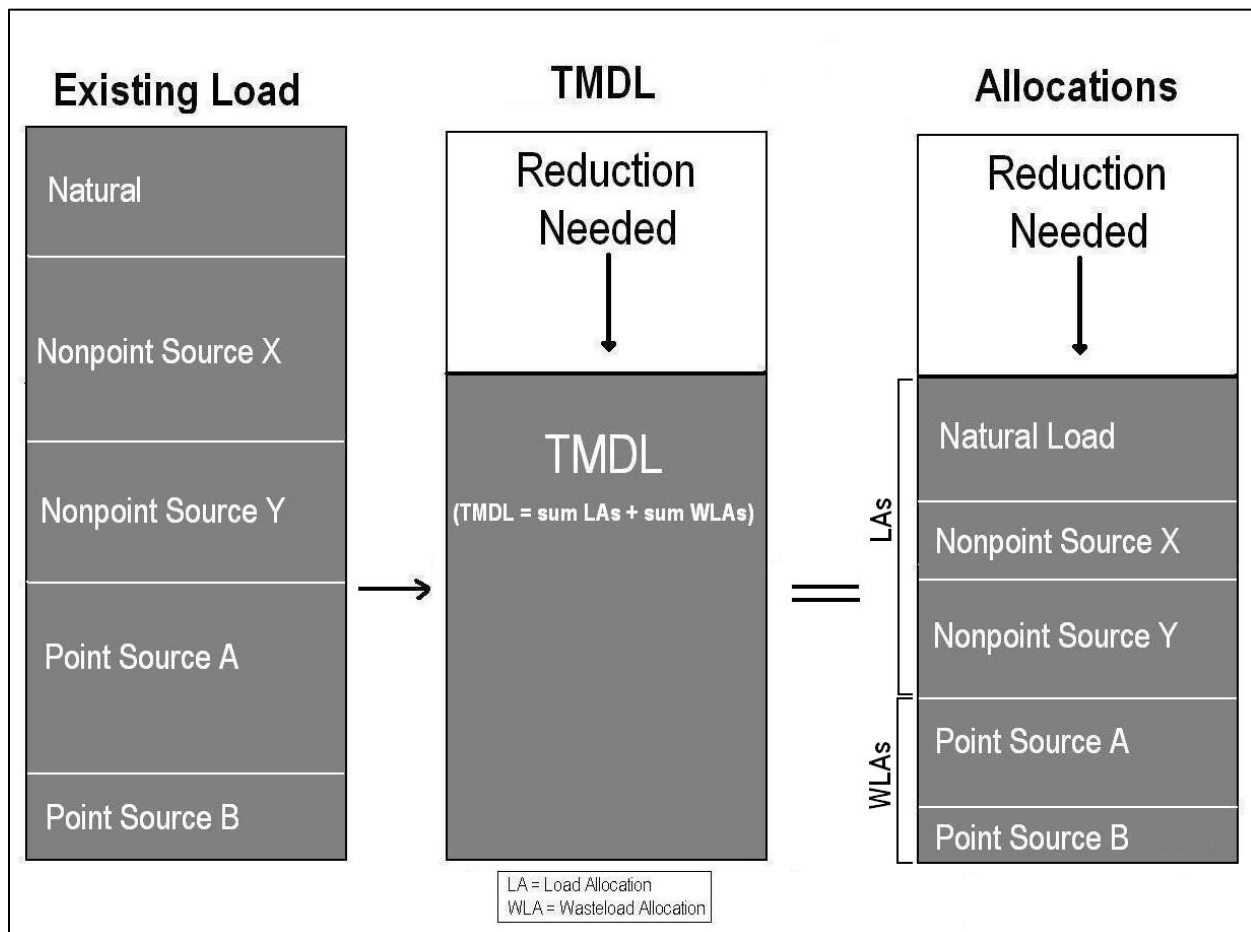 Existing Load
Natural
Nonpoint Source X
Nonpoint Source Y
Point Source A
Point Source B
TMDL
Reduction
Needed
TMDL
(TMDL = sum LAs + sum WLAs)
Allocations
Reduction
Needed
LAs
Natural Load
Nonpoint Source X
Nonpoint Source Y
WLAs
Point Source A
Point Source B
LA = Load Allocation
WLA = Wasteload Allocation